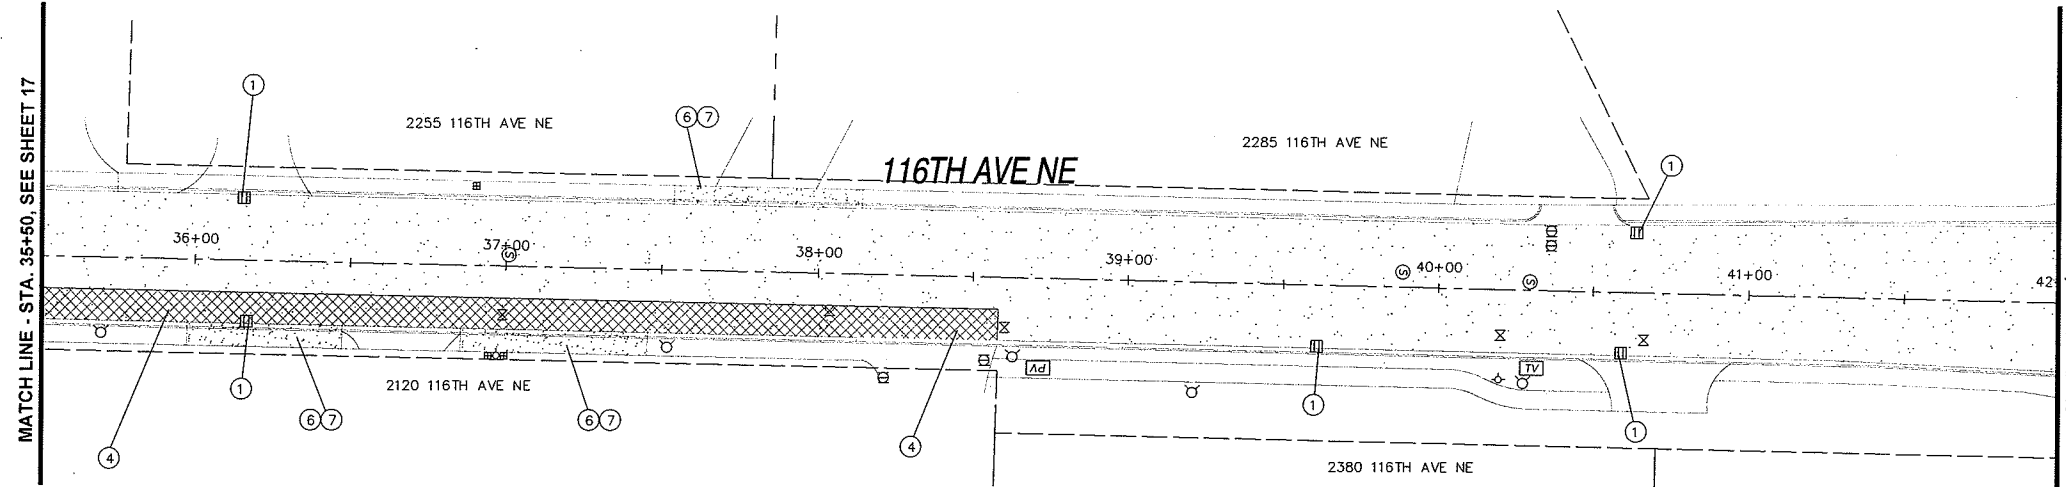 MATCH LINE - STA. 35+50, SEE SHEET 17
1
2255 116TH AVE NE
6 7
116TH AVE NE
2285 116TH AVE NE
1
36+00
37+00
38+00
39+00
40+00
41+00
42
S
S
S
PV
TV
2120 116TH AVE NE
1
6 7
6 7
4
4
1
1
2380 116TH AVE NE